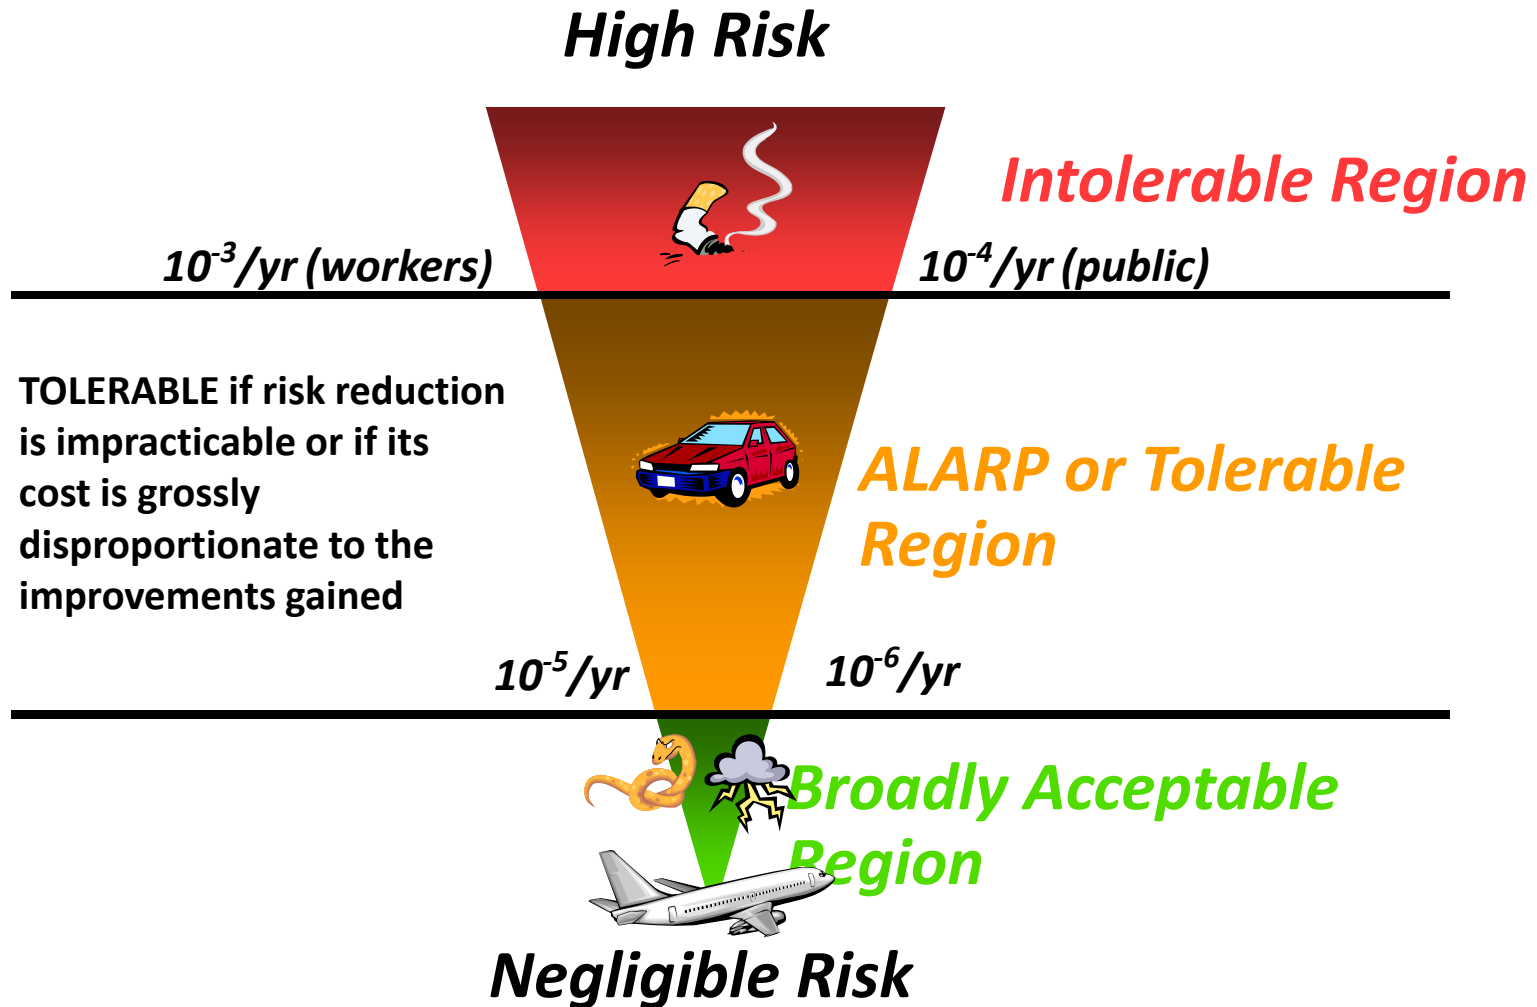 High Risk
Intolerable Region
10⁻³/yr (workers)
10⁻⁴/yr (public)
TOLERABLE if risk reduction
is impracticable or if its
cost is grossly
disproportionate to the
improvements gained
ALARP or Tolerable
Region
10⁻⁵/yr
10⁻⁶/yr
Broadly Acceptable
Region
Negligible Risk